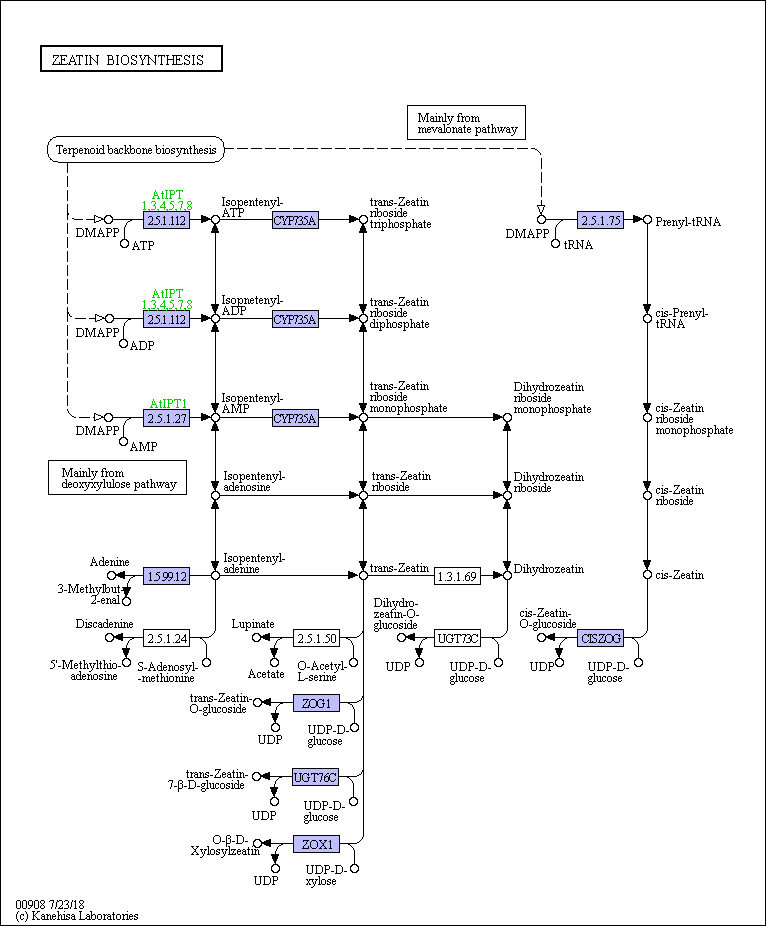 ZEATIN BIOSYNTHESIS
Mainly from
mevalonate pathway
Terpenoid backbone biosynthesis
AtIPT
1,3,4,5,7,8
2.5.1.112
DMAPP
ATP
Isopentenyl-
ATP
CYP735A
trans-Zeatin
riboside
triphosphate
DMAPP
tRNA
2.5.1.75
Prenyl-tRNA
AtIPT
1,3,4,5,7,8
2.5.1.112
DMAPP
ADP
Isopnetenyl-
ADP
CYP735A
trans-Zeatin
riboside
diphosphate
cis-Prenyl-
tRNA
AtIPT1
2.5.1.27
DMAPP
AMP
Isopentenyl-
AMP
CYP735A
trans-Zeatin
riboside
monophosphate
Dihydrozeatin
riboside
monophosphate
cis-Zeatin
riboside
monophosphate
Mainly from
deoxyxylulose pathway
Isopentenyl-
adenosine
trans-Zeatin
riboside
Dihydrozeatin
riboside
cis-Zeatin
riboside
Adenine
1.5.99.12
3-Methylbut-
2-enal
Isopentenyl-
adenine
trans-Zeatin
1.3.1.69
Dihydrozeatin
cis-Zeatin
Discadenine
2.5.1.24
5'-Methylthio-
adenosine
S-Adenosyl-
-methionine
Lupinate
2.5.1.50
Acetate
O-Acetyl-
L-serine
Dihydro-
zeatin-O-
glucoside
UGT73C
UDP
UDP-D-
glucose
cis-Zeatin-
O-glucoside
CISZOG
UDP
UDP-D-
glucose
trans-Zeatin-
O-glucoside
ZOG1
UDP
UDP-D-
glucose
trans-Zeatin-
7-β-D-glucoside
UGT76C
UDP
UDP-D-
glucose
O-β-D-
Xylosylzeatin
ZOX1
UDP
UDP-D-
xylose
00908 7/23/18
(c) Kanehisa Laboratories